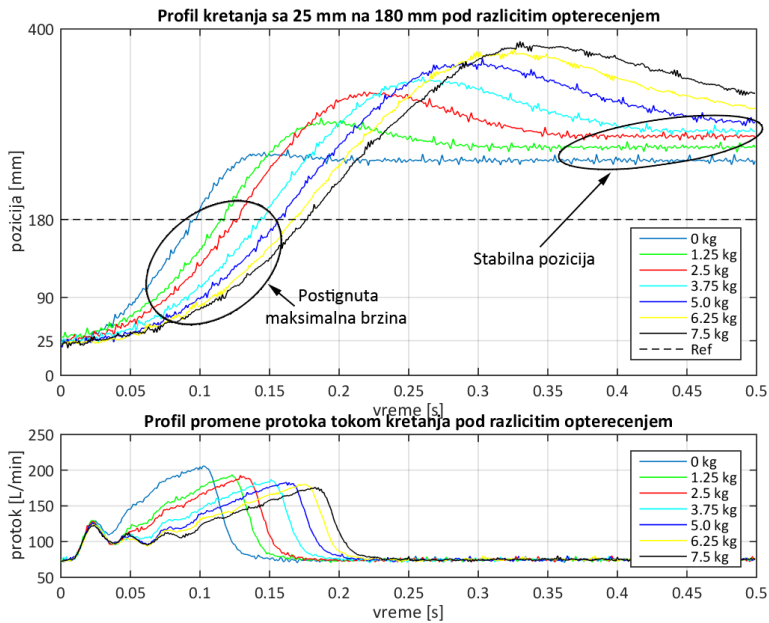 Profil kretanja sa 25 mm na 180 mm pod razlicitim opterecenjem
400
180
90
25
0
pozicija [mm]
Postignuta
maksimalna brzina
Stabilna pozicija
0 kg
1.25 kg
2.5 kg
3.75 kg
5.0 kg
6.25 kg
7.5 kg
Ref
0 0.05 0.1 0.15 0.2 0.25 0.3 0.35 0.4 0.45 0.5
vreme [s]
Profil promene protoka tokom kretanja pod razlicitim opterecenjem
250
200
150
100
50
protok [L/min]
0 kg
1.25 kg
2.5 kg
3.75 kg
5.0 kg
6.25 kg
7.5 kg
0 0.05 0.1 0.15 0.2 0.25 0.3 0.35 0.4 0.45 0.5
vreme [s]